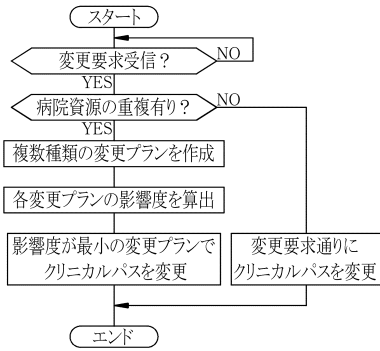 スタート
変更要求受信？
NO
YES
病院資源の重複有り？
NO
YES
複数種類の変更プランを作成
各変更プランの影響度を算出
影響度が最小の変更プランで
クリニカルパスを変更
変更要求通りに
クリニカルパスを変更
エンド